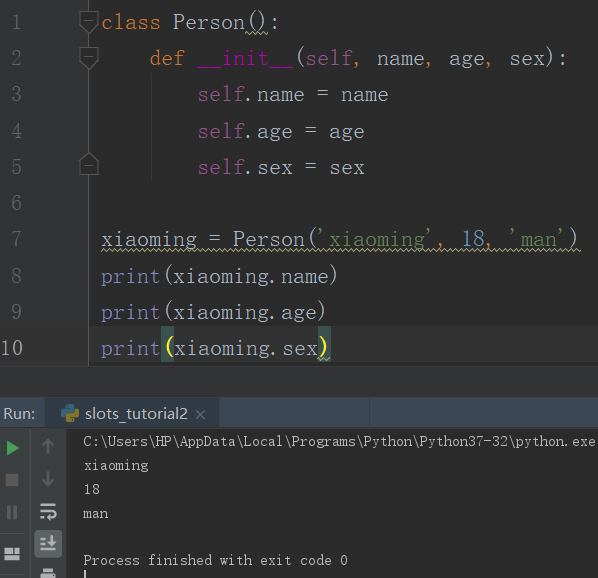 1 class Person():
2     def __init__(self, name, age, sex):
3         self.name = name
4         self.age = age
5         self.sex = sex
6
7 xiaoming = Person('xiaoming', 18, 'man')
8 print(xiaoming.name)
9 print(xiaoming.age)
10 print(xiaoming.sex)
Run: slots_tutorial2 ×
C:\Users\HP\AppData\Local\Programs\Python\Python37-32\python.exe
xiaoming
18
man
Process finished with exit code 0